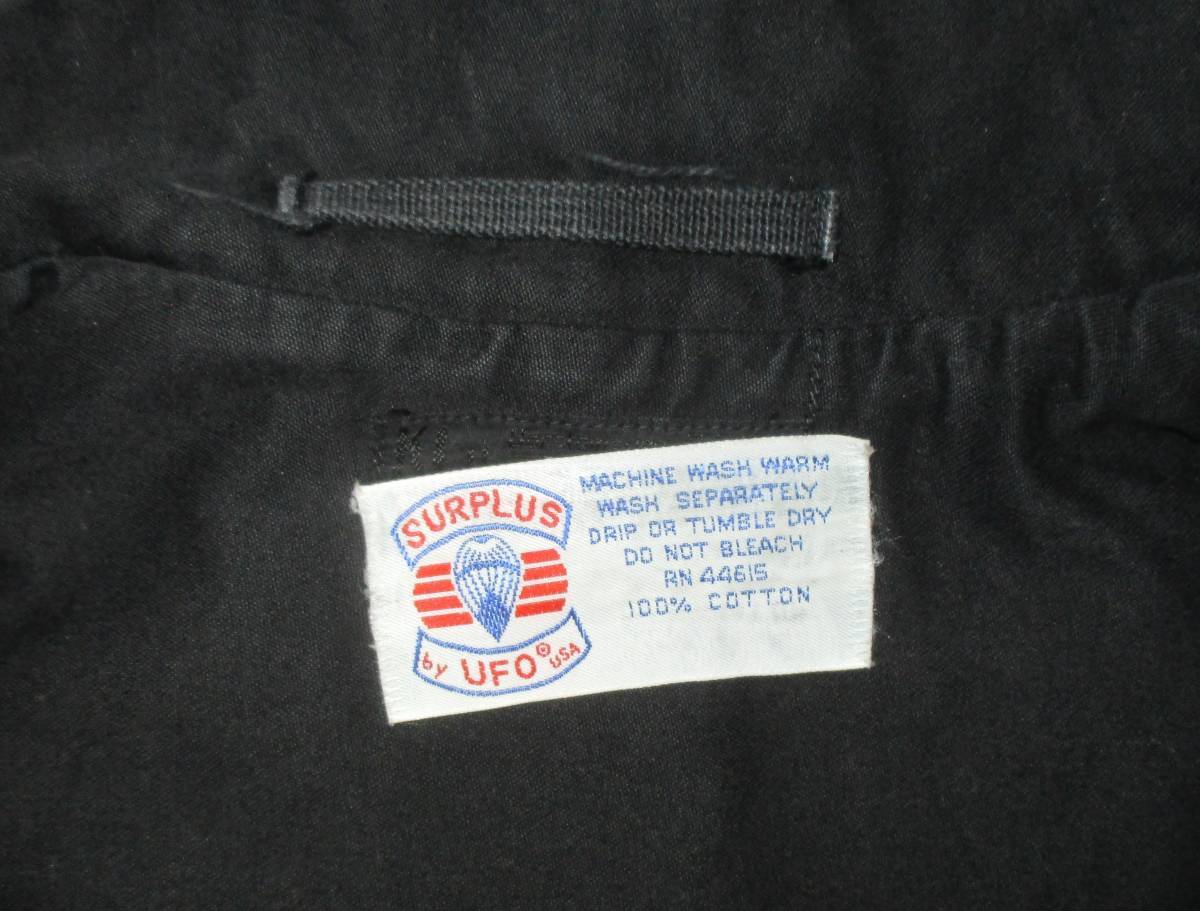 SURPLUS
by UFO® USA
MACHINE WASH WARM
WASH SEPARATELY
DRIP OR TUMBLE DRY
DO NOT BLEACH
RN 44615
100% COTTON